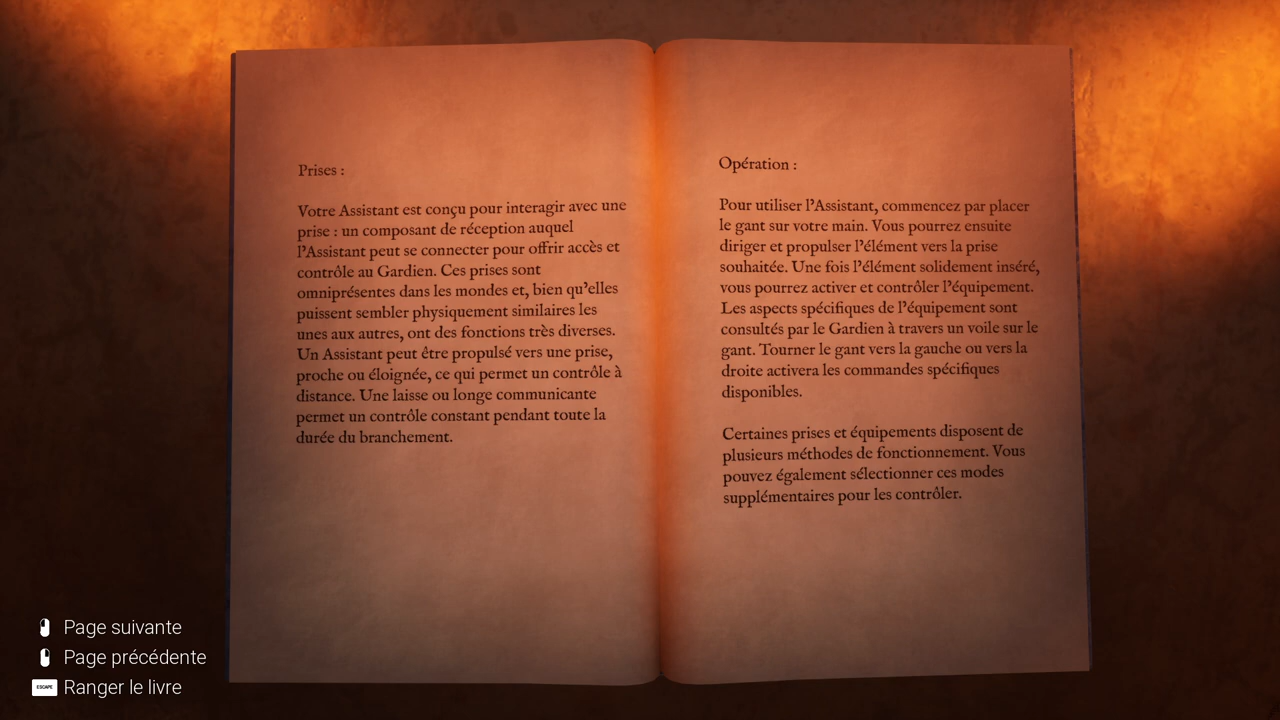 Prises :
Votre Assistant est conçu pour interagir avec une
prise : un composant de réception auquel
l'Assistant peut se connecter pour offrir accès et
contrôle au Gardien. Ces prises sont
omniprésentes dans les mondes et, bien qu'elles
puissent sembler physiquement similaires les
unes aux autres, ont des fonctions très diverses.
Un Assistant peut être propulsé vers une prise,
proche ou éloignée, ce qui permet un contrôle à
distance. Une laisse ou longe communicante
permet un contrôle constant pendant toute la
durée du branchement.
Opération :
Pour utiliser l'Assistant, commencez par placer
le gant sur votre main. Vous pourrez ensuite
diriger et propulser l'élément vers la prise
souhaitée. Une fois l'élément solidement inséré,
vous pourrez activer et contrôler l'équipement.
Les aspects spécifiques de l'équipement sont
consultés par le Gardien à travers un voile sur le
gant. Tourner le gant vers la gauche ou vers la
droite activera les commandes spécifiques
disponibles.
Certaines prises et équipements disposent de
plusieurs méthodes de fonctionnement. Vous
pouvez également sélectionner ces modes
supplémentaires pour les contrôler.
Page suivante
Page précédente
ESCAPE Ranger le livre